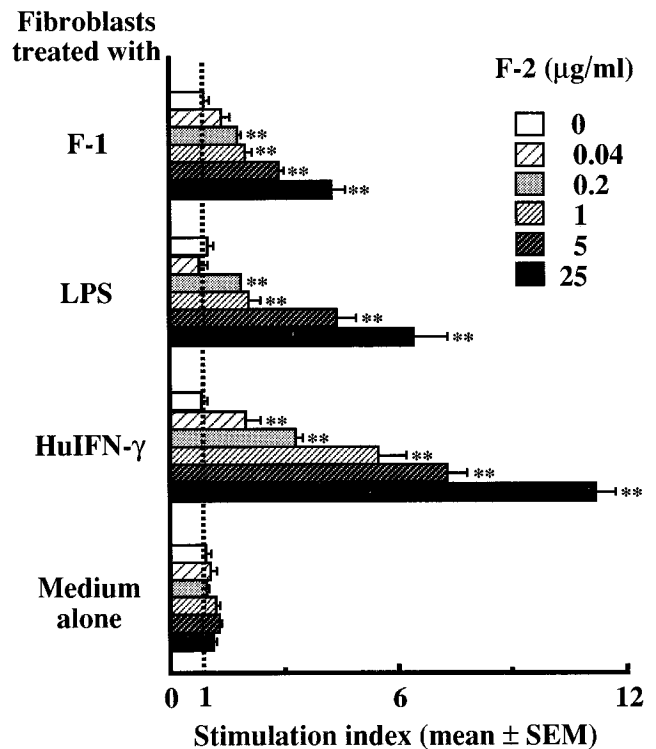 Fibroblasts
treated with
F-2 (μg/ml)
0
0.04
0.2
1
5
25
F-1
**
**
**
**
LPS
**
**
**
**
HuIFN-γ
**
**
**
**
**
Medium
alone
0 1 6 12
Stimulation index (mean ± SEM)